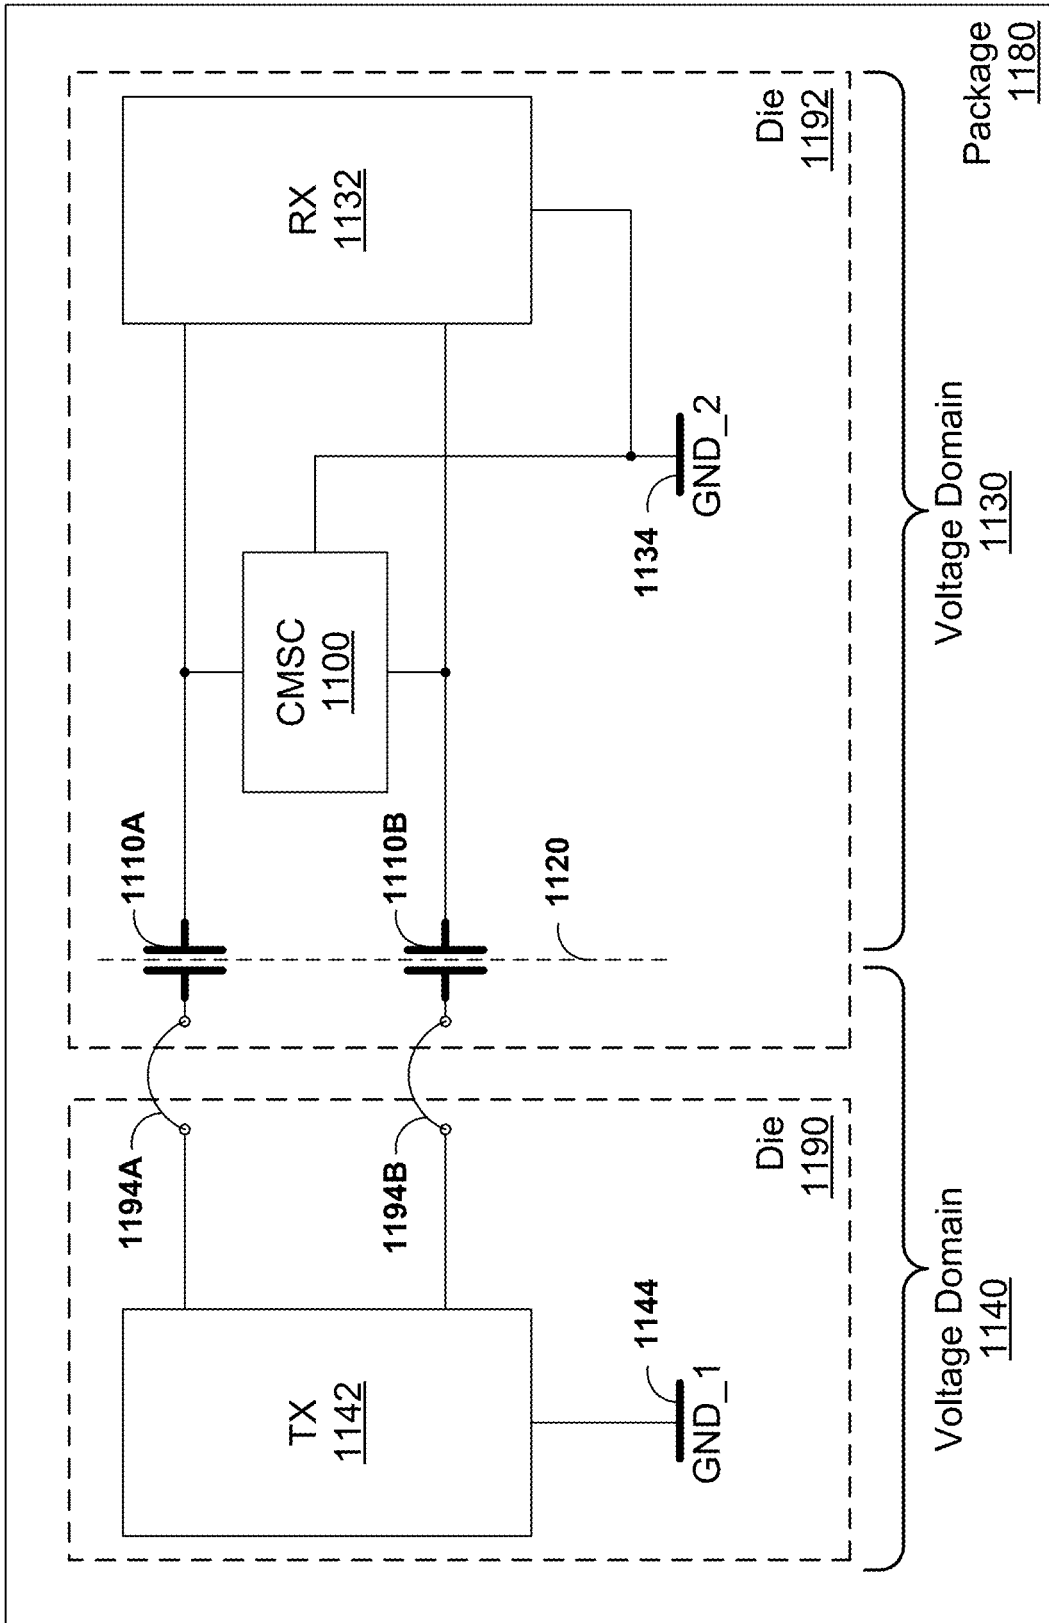 Package
1180
Die
1190
Die
1192
TX
1142
RX
1132
CMSC
1100
1194A
1194B
1110A
1110B
1120
1144
GND_1
1134
GND_2
Voltage Domain
1140
Voltage Domain
1130